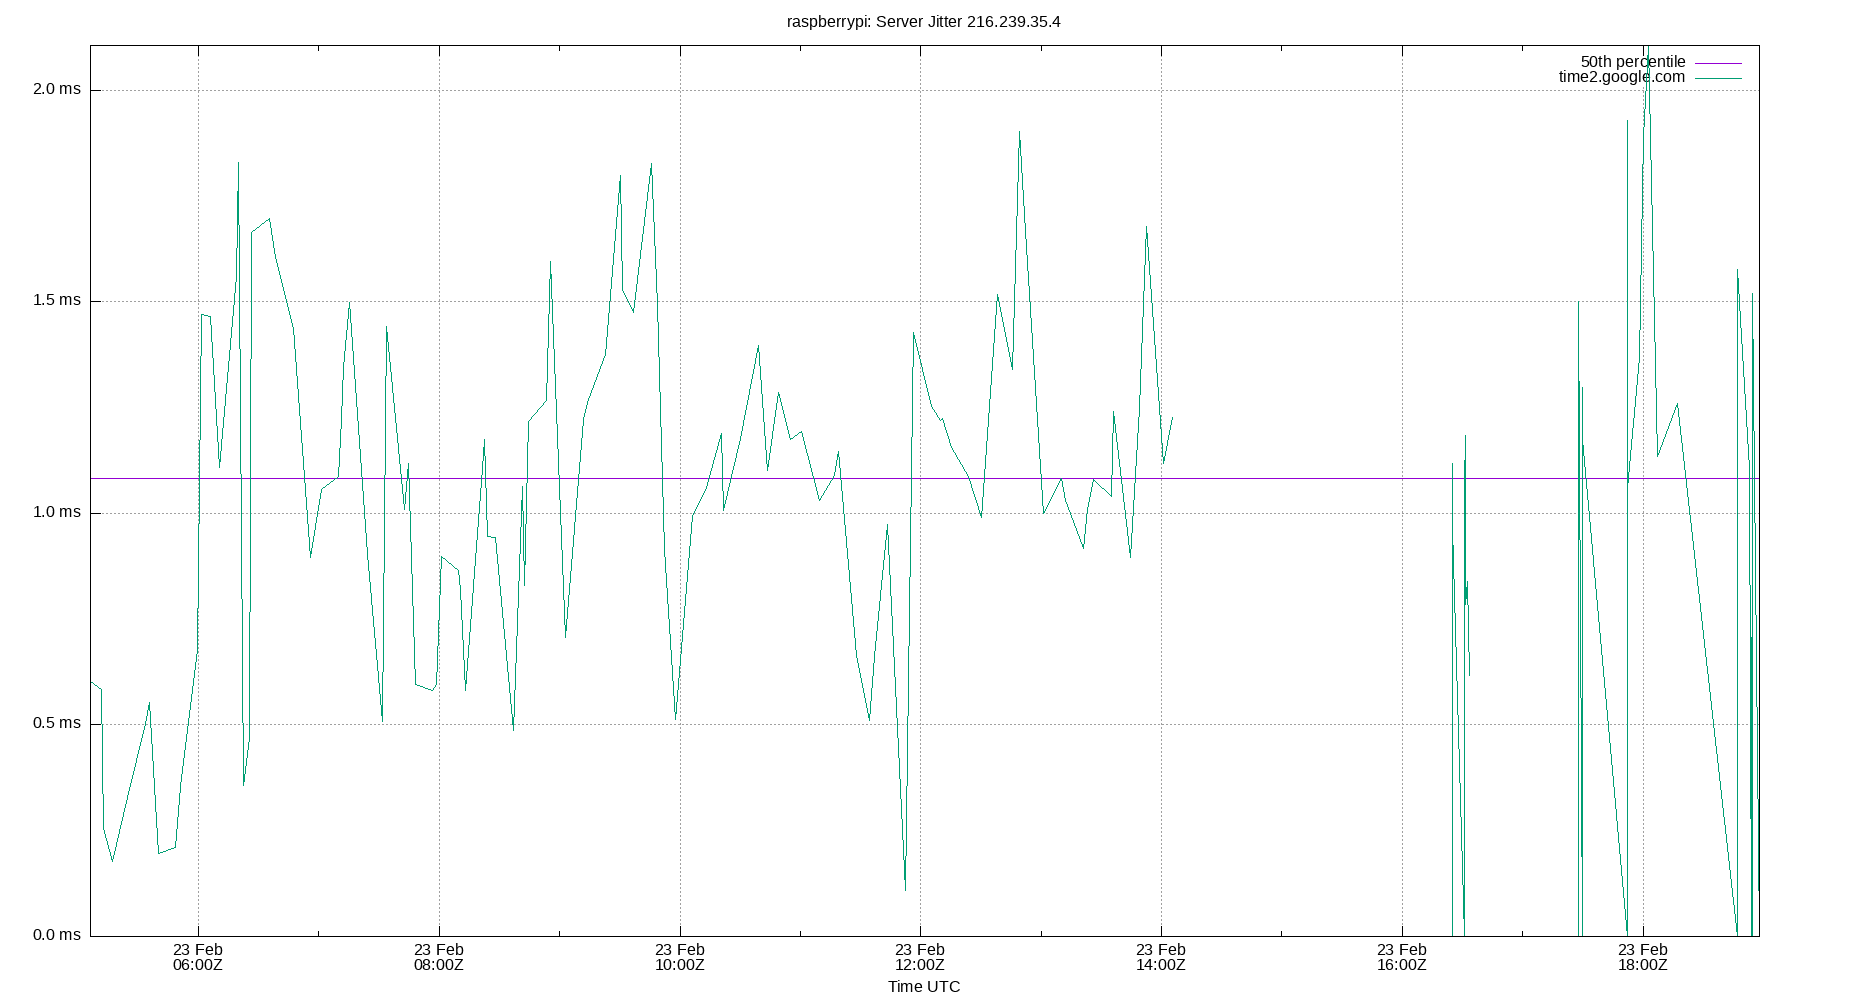 raspberrypi: Server Jitter 216.239.35.4
50th percentile
time2.google.com
2.0 ms
1.5 ms
1.0 ms
0.5 ms
0.0 ms
23 Feb 23 Feb 23 Feb 23 Feb 23 Feb 23 Feb 23 Feb
06:00Z 08:00Z 10:00Z 12:00Z 14:00Z 16:00Z 18:00Z
Time UTC